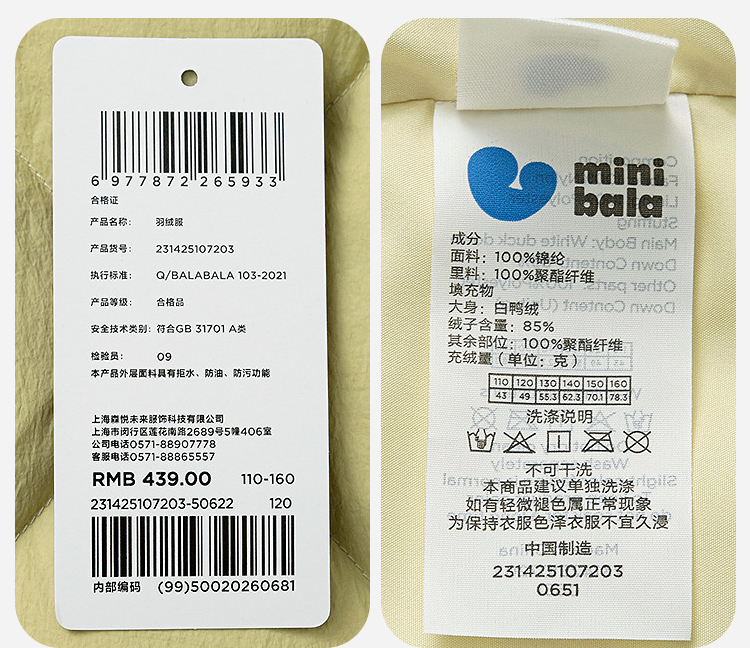 6 977872 265933
合格证
产品名称: 羽绒服
产品货号: 231425107203
执行标准: Q/BALABALA 103-2021
产品等级: 合格品
安全技术类别: 符合GB 31701 A类
检验员: 09
本产品外层面料具有拒水、防油、防污功能
上海森悦未来服饰科技有限公司
上海市闵行区莲花南路2689号5幢406室
公司电话0571-88907778
客服电话0571-88865557
RMB 439.00 110-160
231425107203-50622 120
内部编码 (99)50020260681
mini
bala
成分
面料: 100%锦纶
里料: 100%聚酯纤维
填充物
大身: 白鸭绒
绒子含量: 85%
其余部位: 100%聚酯纤维
充绒量 (单位: 克)
110 120 130 140 150 160
43 49 55.3 62.3 70.1 78.3
洗涤说明
不可干洗
本商品建议单独洗涤
如有轻微褪色属正常现象
为保持衣服色泽衣服不宜久浸
中国制造
231425107203
0651